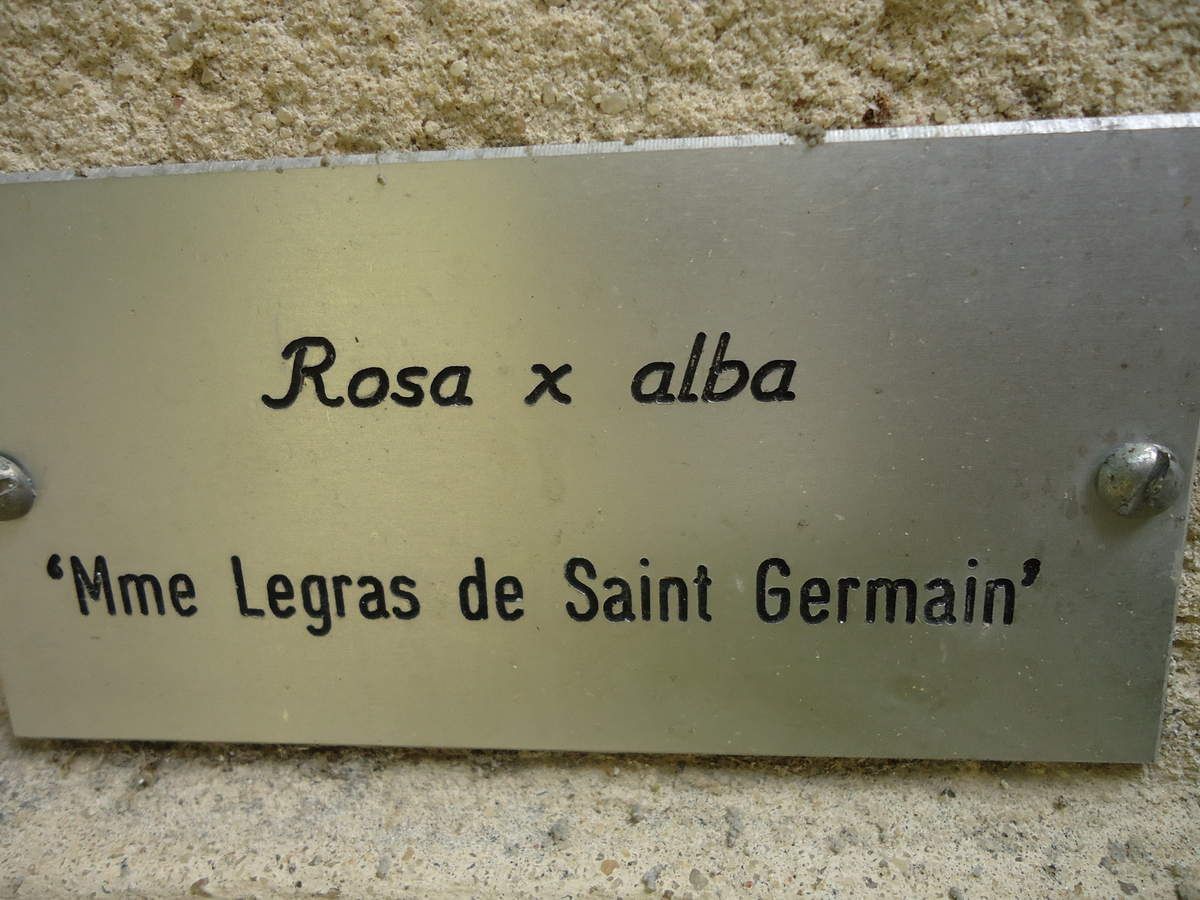 Rosa x alba
‘Mme Legras de Saint Germain’